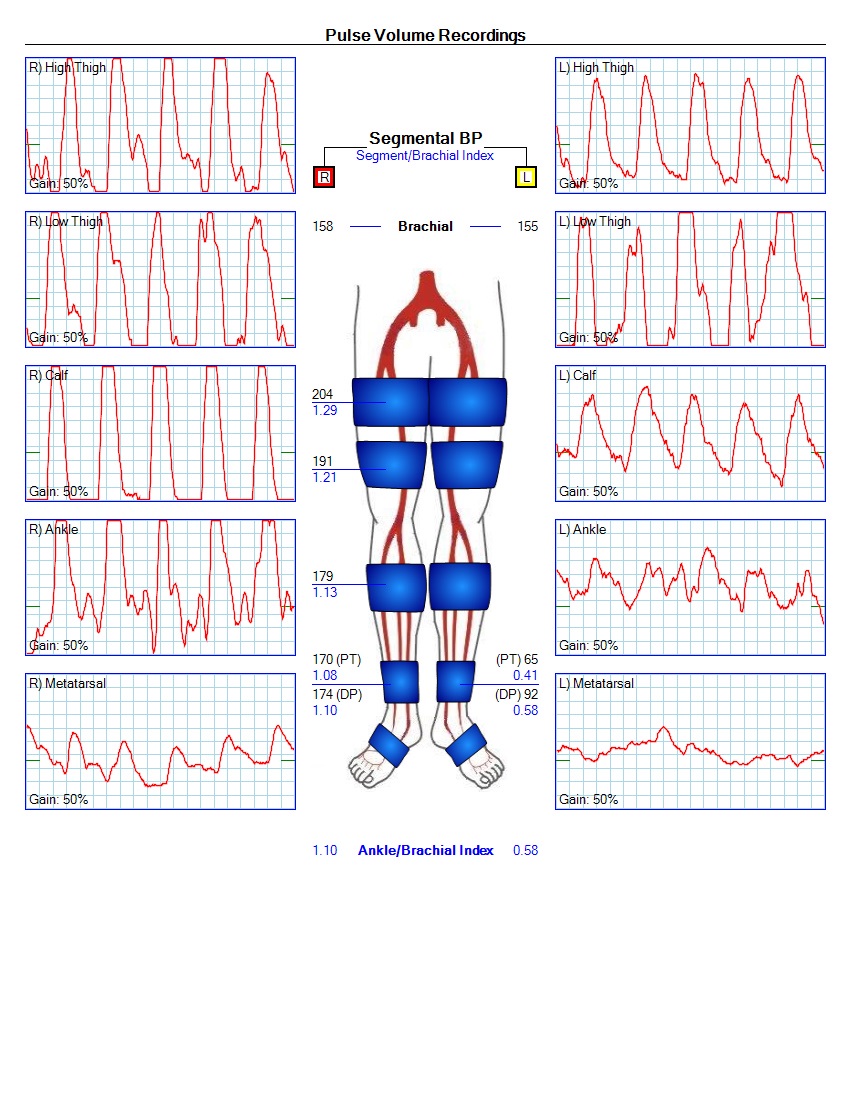 Pulse Volume Recordings
R) High Thigh
Gain: 50%
L) High Thigh
Gain: 50%
Segmental BP
Segment/Brachial Index
R
L
158 Brachial 155
R) Low Thigh
Gain: 50%
L) Low Thigh
Gain: 50%
R) Calf
Gain: 50%
L) Calf
Gain: 50%
204
1.29
191
1.21
R) Ankle
Gain: 50%
L) Ankle
Gain: 50%
179
1.13
170 (PT) (PT) 65
1.08 0.41
174 (DP) (DP) 92
1.10 0.58
R) Metatarsal
Gain: 50%
L) Metatarsal
Gain: 50%
1.10 Ankle/Brachial Index 0.58